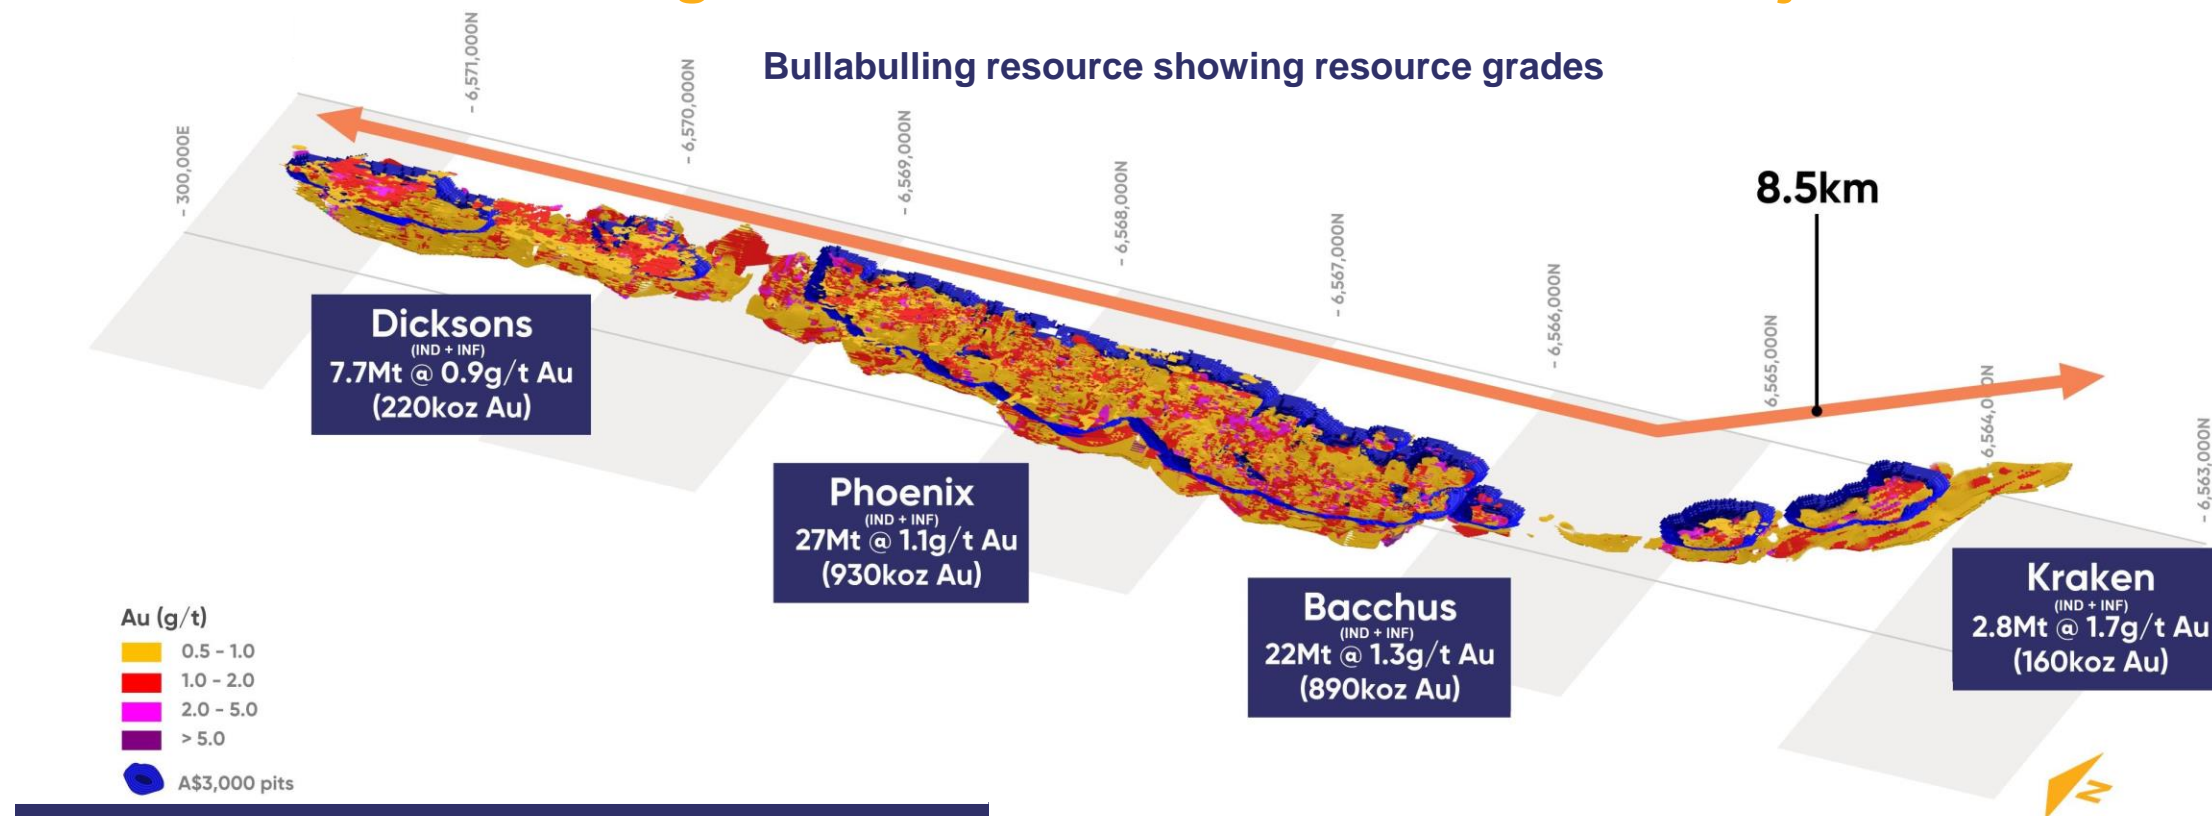 Bullabulling resource showing resource grades
- 300,000E
- 6,571,000N
- 6,570,000N
- 6,569,000N
- 6,568,000N
- 6,567,000N
- 6,566,000N
6,565,000N
6,564,000N
- 6,563,000N
8.5km
Dicksons
(IND + INF)
7.7Mt @ 0.9g/t Au
(220koz Au)
Phoenix
(IND + INF)
27Mt @ 1.1g/t Au
(930koz Au)
Bacchus
(IND + INF)
22Mt @ 1.3g/t Au
(890koz Au)
Kraken
(IND + INF)
2.8Mt @ 1.7g/t Au
(160koz Au)
Au (g/t)
0.5 - 1.0
1.0 - 2.0
2.0 - 5.0
> 5.0
A$3,000 pits
N